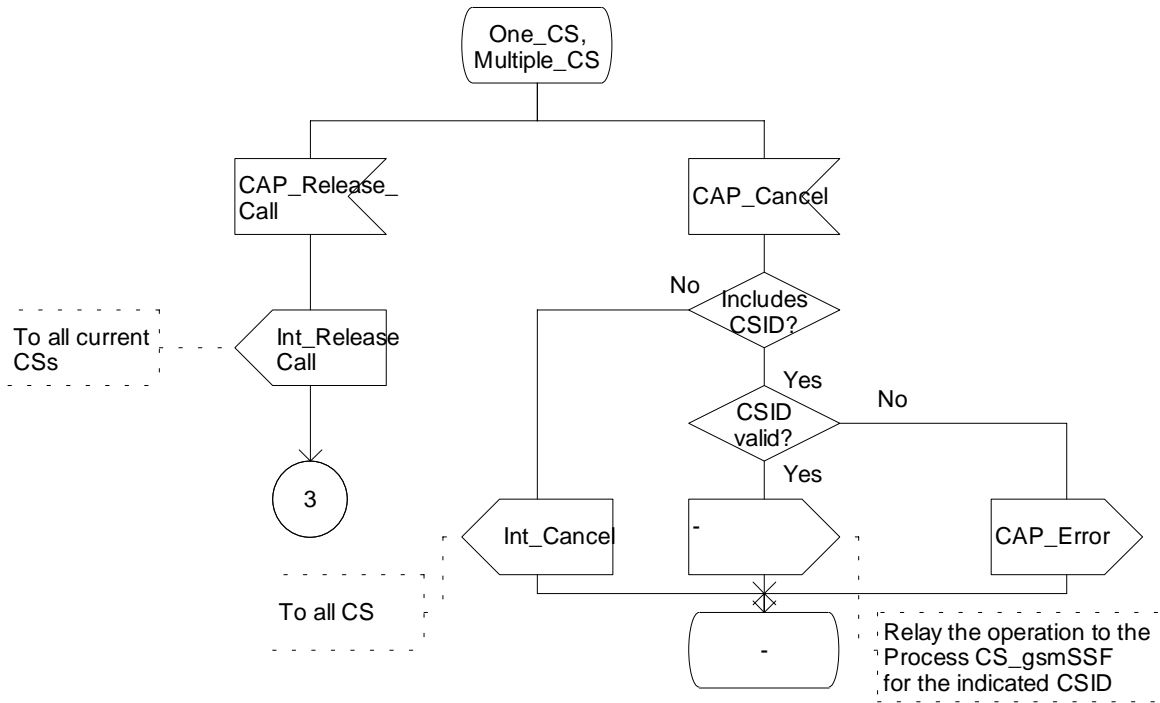 One_CS,
Multiple_CS
CAP_Release_
Call
CAP_Cancel
No
Includes
CSID?
To all current
CSs
Int_Release
Call
Yes
CSID
valid?
No
Yes
3
Int_Cancel
-
CAP_Error
To all CS
-
Relay the operation to the
Process CS_gsmSSF
for the indicated CSID